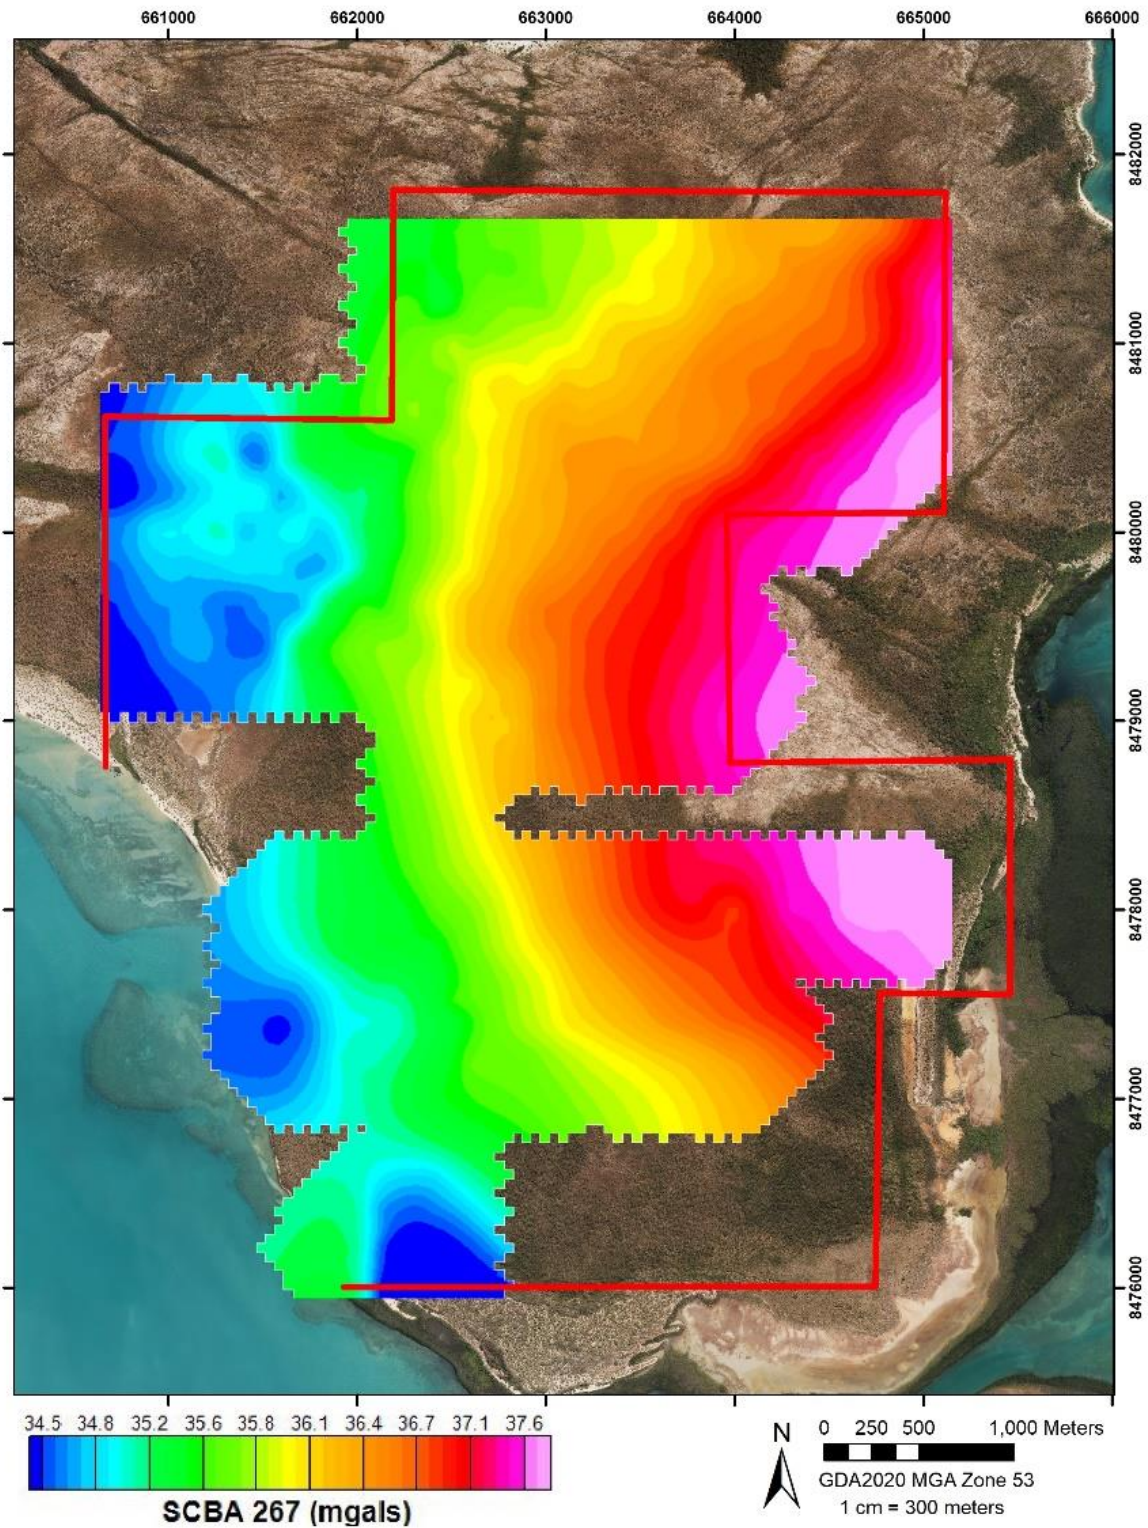 661000 662000 663000 664000 665000 666000
8482000
8481000
8480000
8479000
8478000
8477000
8476000
34.5 34.8 35.2 35.6 35.8 36.1 36.4 36.7 37.1 37.6
SCBA 267 (mgals)
N
0 250 500 1,000 Meters
GDA2020 MGA Zone 53
1 cm = 300 meters